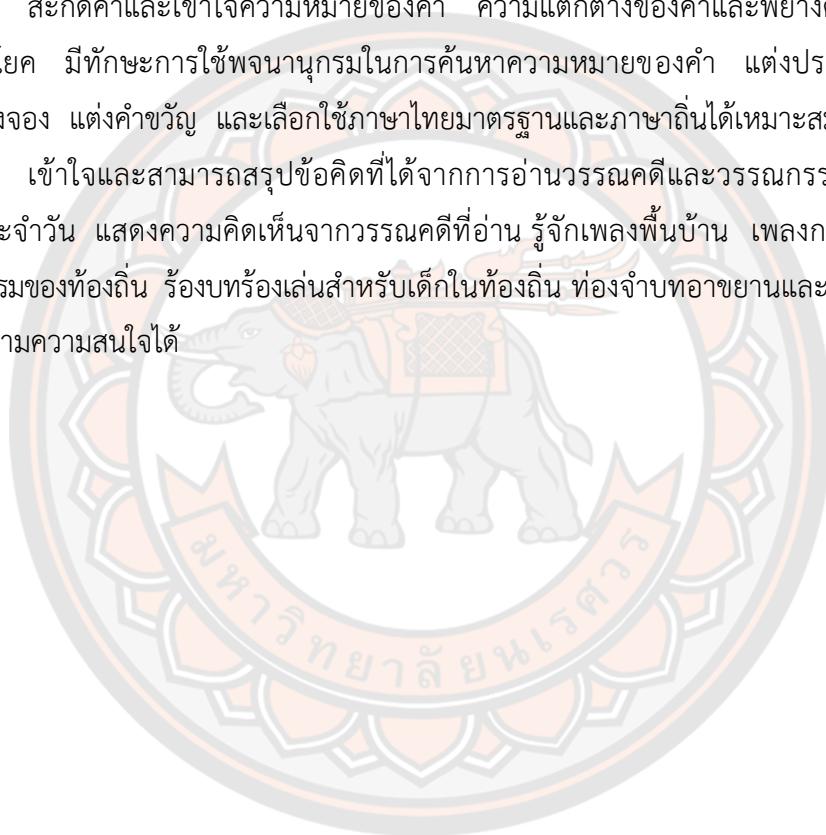 สะกดคำและเข้าใจความหมายของคำ ความแตกต่างของคำและพยางค์
โยค มีทักษะการใช้พจนานุกรมในการค้นหาความหมายของคำ แต่งประ
งจอง แต่งคำขวัญ และเลือกใช้ภาษาไทยมาตรฐานและภาษาถิ่นได้เหมาะสม
เข้าใจและสามารถสรุปข้อคิดที่ได้จากการอ่านวรรณคดีและวรรณกรร
ะจำวัน แสดงความคิดเห็นจากวรรณคดีที่อ่าน รู้จักเพลงพื้นบ้าน เพลงก
รมของท้องถิ่น ร้องบทร้องเล่นสำหรับเด็กในท้องถิ่น ท่องจำบทอาขยานและ
ามความสนใจได้
มหาวิทยาลัยนเรศวร